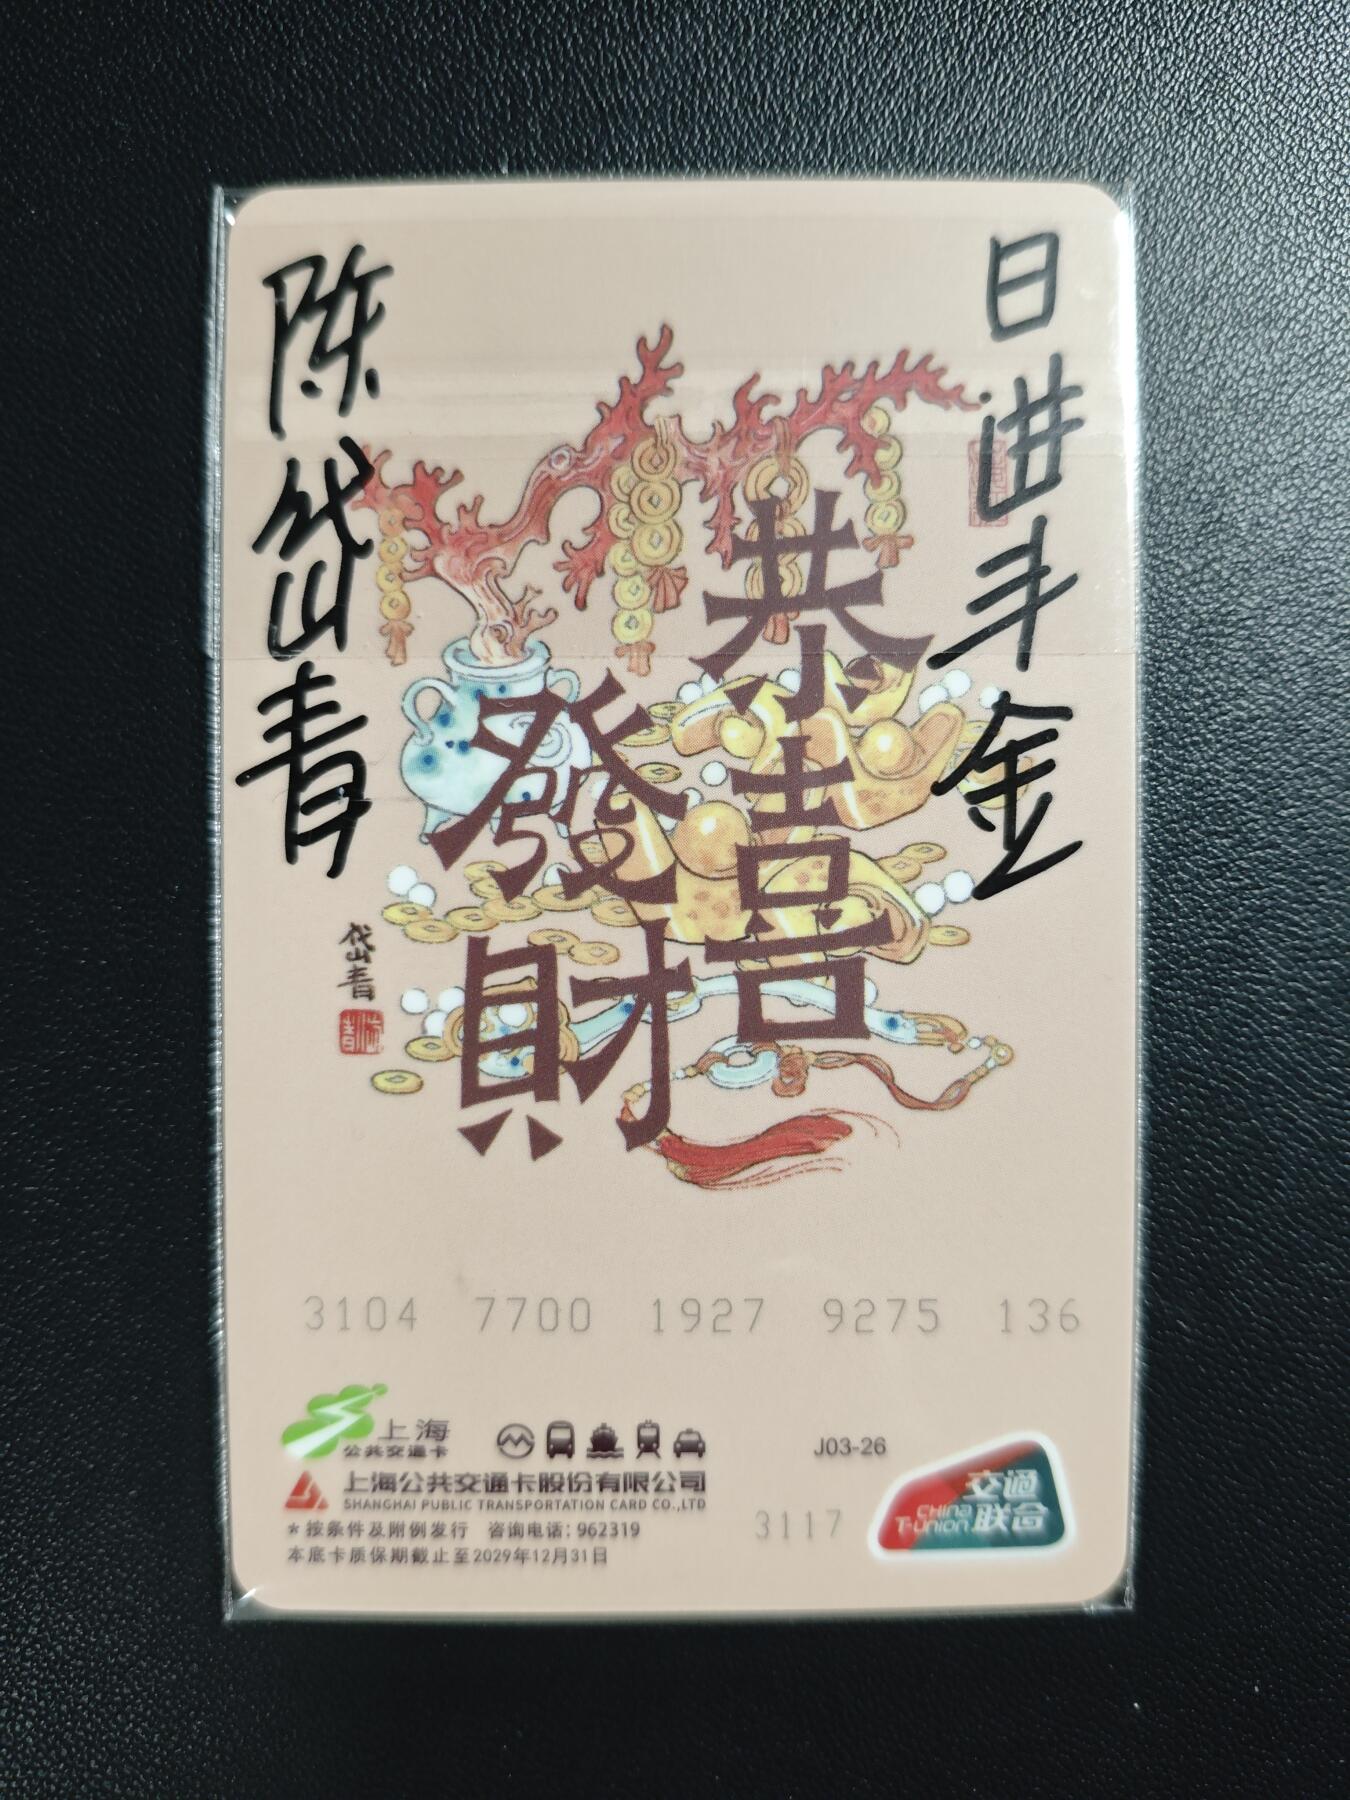 日进斗金
陈岱青
恭喜
發財
岱青
3104 7700 1927 9275 136
上海
公共交通卡
上海公共交通卡股份有限公司
SHANGHAI PUBLIC TRANSPORTATION CARD CO.,LTD
*按条件及附例发行 咨询电话：962319
本底卡质保期截止至2029年12月31日
J03-26
3117
交通
联合
China
T-union